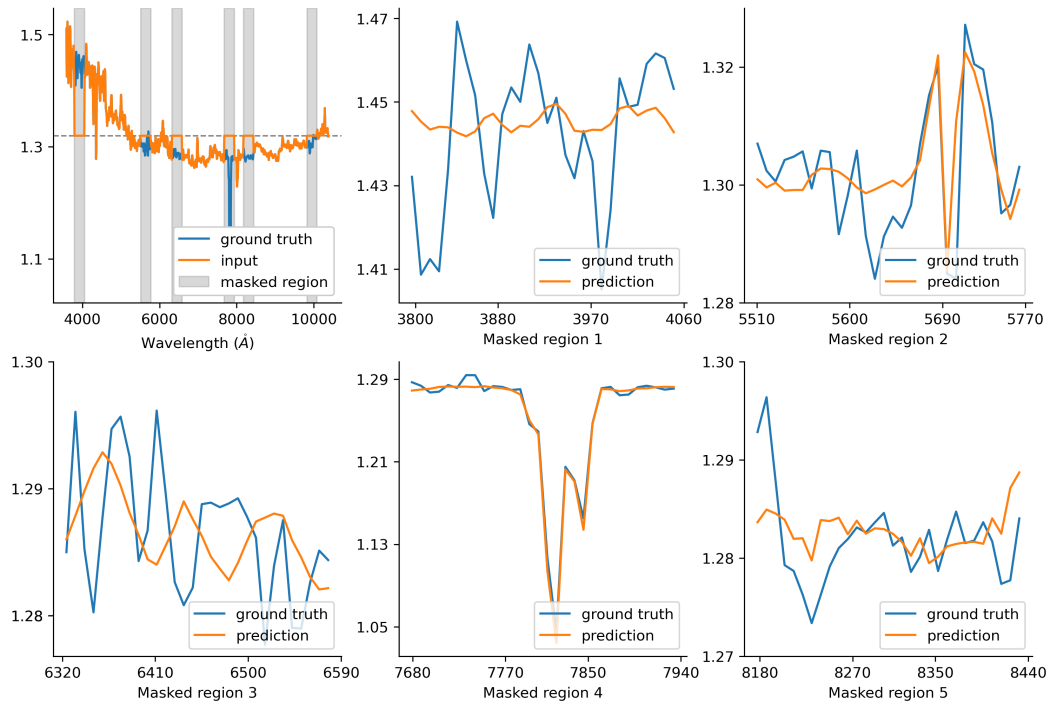 1.5
1.3
1.1
4000 6000 8000 10000
Wavelength (Å)
ground truth
input
masked region
1.47
1.45
1.43
1.41
3800 3880 3970 4060
Masked region 1
ground truth
prediction
1.32
1.30
1.28
5510 5600 5690 5770
Masked region 2
ground truth
prediction
1.30
1.29
1.28
6320 6410 6500 6590
Masked region 3
ground truth
prediction
1.29
1.21
1.13
1.05
7680 7770 7850 7940
Masked region 4
ground truth
prediction
1.30
1.29
1.28
1.27
8180 8270 8350 8440
Masked region 5
ground truth
prediction